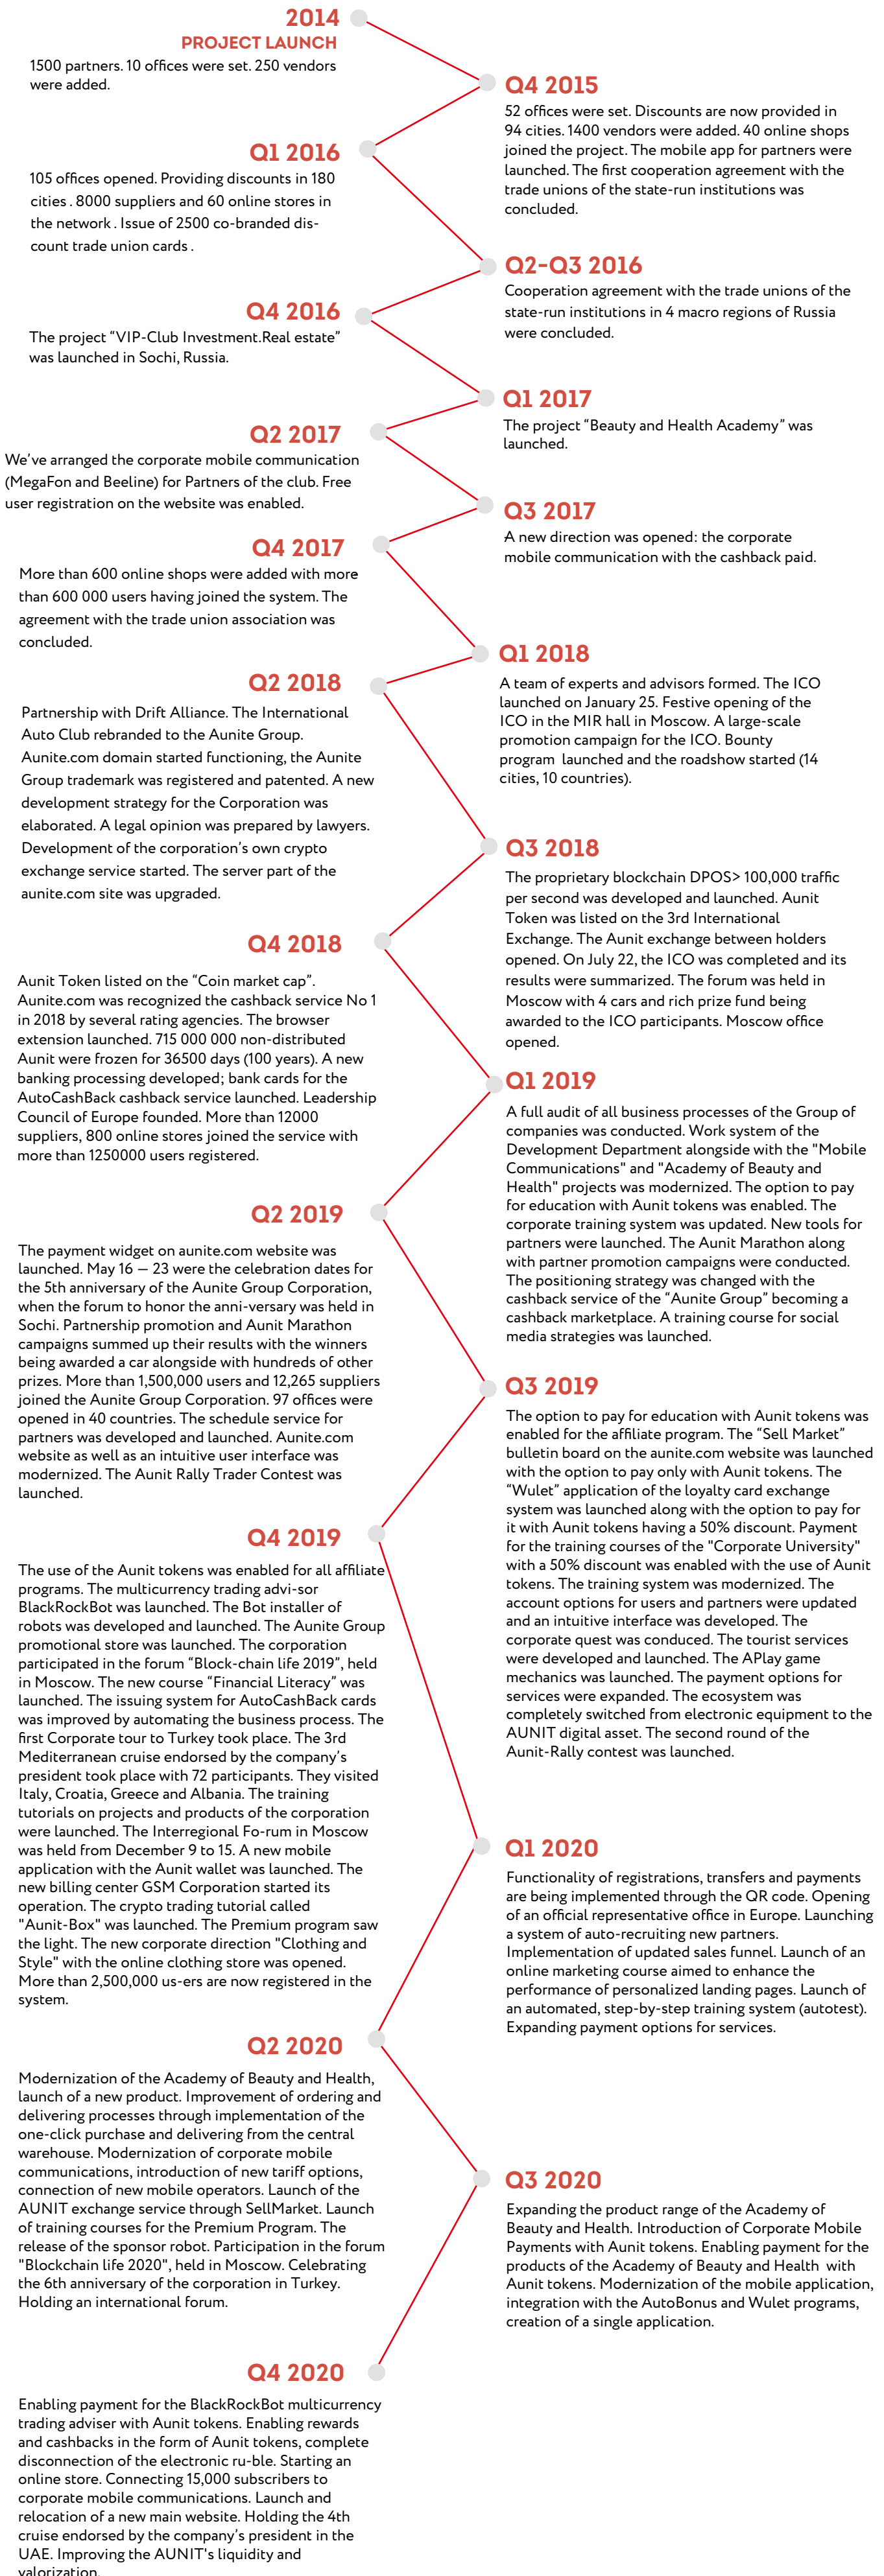 2014
PROJECT LAUNCH
1500 partners. 10 offices were set. 250 vendors
were added.
Q4 2015
52 offices were set. Discounts are now provided in
94 cities. 1400 vendors were added. 40 online shops
joined the project. The mobile app for partners were
launched. The first cooperation agreement with the
trade unions of the state-run institutions was
concluded.
Q1 2016
105 offices opened. Providing discounts in 180
cities . 8000 suppliers and 60 online stores in
the network . Issue of 2500 co-branded dis-
count trade union cards .
Q2-Q3 2016
Cooperation agreement with the trade unions of the
state-run institutions in 4 macro regions of Russia
were concluded.
Q4 2016
The project “VIP-Club Investment.Real estate”
was launched in Sochi, Russia.
Q1 2017
The project “Beauty and Health Academy” was
launched.
Q2 2017
We’ve arranged the corporate mobile communication
(MegaFon and Beeline) for Partners of the club. Free
user registration on the website was enabled.
Q3 2017
A new direction was opened: the corporate
mobile communication with the cashback paid.
Q4 2017
More than 600 online shops were added with more
than 600 000 users having joined the system. The
agreement with the trade union association was
concluded.
Q1 2018
A team of experts and advisors formed. The ICO
launched on January 25. Festive opening of the
ICO in the MIR hall in Moscow. A large-scale
promotion campaign for the ICO. Bounty
program  launched and the roadshow started (14
cities, 10 countries).
Q2 2018
Partnership with Drift Alliance. The International
Auto Club rebranded to the Aunite Group.
Aunite.com domain started functioning, the Aunite
Group trademark was registered and patented. A new
development strategy for the Corporation was
elaborated. A legal opinion was prepared by lawyers.
Development of the corporation’s own crypto
exchange service started. The server part of the
aunite.com site was upgraded.
Q3 2018
The proprietary blockchain DPOS> 100,000 traffic
per second was developed and launched. Aunit
Token was listed on the 3rd International
Exchange. The Aunit exchange between holders
opened. On July 22, the ICO was completed and its
results were summarized. The forum was held in
Moscow with 4 cars and rich prize fund being
awarded to the ICO participants. Moscow office
opened.
Q4 2018
Aunit Token listed on the “Coin market cap”.
Aunite.com was recognized the cashback service No 1
in 2018 by several rating agencies. The browser
extension launched. 715 000 000 non-distributed
Aunit were frozen for 36500 days (100 years). A new
banking processing developed; bank cards for the
AutoCashBack cashback service launched. Leadership
Council of Europe founded. More than 12000
suppliers, 800 online stores joined the service with
more than 1250000 users registered.
Q1 2019
A full audit of all business processes of the Group of
companies was conducted. Work system of the
Development Department alongside with the "Mobile
Communications" and "Academy of Beauty and
Health" projects was modernized. The option to pay
for education with Aunit tokens was enabled. The
corporate training system was updated. New tools for
partners were launched. The Aunit Marathon along
with partner promotion campaigns were conducted.
The positioning strategy was changed with the
cashback service of the “Aunite Group” becoming a
cashback marketplace. A training course for social
media strategies was launched.
Q2 2019
The payment widget on aunite.com website was
launched. May 16 – 23 were the celebration dates for
the 5th anniversary of the Aunite Group Corporation,
when the forum to honor the anni-versary was held in
Sochi. Partnership promotion and Aunit Marathon
campaigns summed up their results with the winners
being awarded a car alongside with hundreds of other
prizes. More than 1,500,000 users and 12,265 suppliers
joined the Aunite Group Corporation. 97 offices were
opened in 40 countries. The schedule service for
partners was developed and launched. Aunite.com
website as well as an intuitive user interface was
modernized. The Aunit Rally Trader Contest was
launched.
Q3 2019
The option to pay for education with Aunit tokens was
enabled for the affiliate program. The “Sell Market”
bulletin board on the aunite.com website was launched
with the option to pay only with Aunit tokens. The
“Wulet” application of the loyalty card exchange
system was launched along with the option to pay for
it with Aunit tokens having a 50% discount. Payment
for the training courses of the "Corporate University"
with a 50% discount was enabled with the use of Aunit
tokens. The training system was modernized. The
account options for users and partners were updated
and an intuitive interface was developed. The
corporate quest was conduced. The tourist services
were developed and launched. The APlay game
mechanics was launched. The payment options for
services were expanded. The ecosystem was
completely switched from electronic equipment to the
AUNIT digital asset. The second round of the
Aunit-Rally contest was launched.
Q4 2019
The use of the Aunit tokens was enabled for all affiliate
programs. The multicurrency trading advi-sor
BlackRockBot was launched. The Bot installer of
robots was developed and launched. The Aunite Group
promotional store was launched. The corporation
participated in the forum “Block-chain life 2019”, held
in Moscow. The new course “Financial Literacy” was
launched. The issuing system for AutoCashBack cards
was improved by automating the business process. The
first Corporate tour to Turkey took place. The 3rd
Mediterranean cruise endorsed by the company’s
president took place with 72 participants. They visited
Italy, Croatia, Greece and Albania. The training
tutorials on projects and products of the corporation
were launched. The Interregional Fo-rum in Moscow
was held from December 9 to 15. A new mobile
application with the Aunit wallet was launched. The
new billing center GSM Corporation started its
operation. The crypto trading tutorial called
"Aunit-Box" was launched. The Premium program saw
the light. The new corporate direction "Clothing and
Style" with the online clothing store was opened.
More than 2,500,000 us-ers are now registered in the
system.
Q1 2020
Functionality of registrations, transfers and payments
are being implemented through the QR code. Opening
of an official representative office in Europe. Launching
a system of auto-recruiting new partners.
Implementation of updated sales funnel. Launch of an
online marketing course aimed to enhance the
performance of personalized landing pages. Launch of
an automated, step-by-step training system (autotest).
Expanding payment options for services.
Q2 2020
Modernization of the Academy of Beauty and Health,
launch of a new product. Improvement of ordering and
delivering processes through implementation of the
one-click purchase and delivering from the central
warehouse. Modernization of corporate mobile
communications, introduction of new tariff options,
connection of new mobile operators. Launch of the
AUNIT exchange service through SellMarket. Launch
of training courses for the Premium Program. The
release of the sponsor robot. Participation in the forum
"Blockchain life 2020", held in Moscow. Celebrating
the 6th anniversary of the corporation in Turkey.
Holding an international forum.
Q3 2020
Expanding the product range of the Academy of
Beauty and Health. Introduction of Corporate Mobile
Payments with Aunit tokens. Enabling payment for the
products of the Academy of Beauty and Health  with
Aunit tokens. Modernization of the mobile application,
integration with the AutoBonus and Wulet programs,
creation of a single application.
Q4 2020
Enabling payment for the BlackRockBot multicurrency
trading adviser with Aunit tokens. Enabling rewards
and cashbacks in the form of Aunit tokens, complete
disconnection of the electronic ru-ble. Starting an
online store. Connecting 15,000 subscribers to
corporate mobile communications. Launch and
relocation of a new main website. Holding the 4th
cruise endorsed by the company’s president in the
UAE. Improving the AUNIT's liquidity and
valorization.